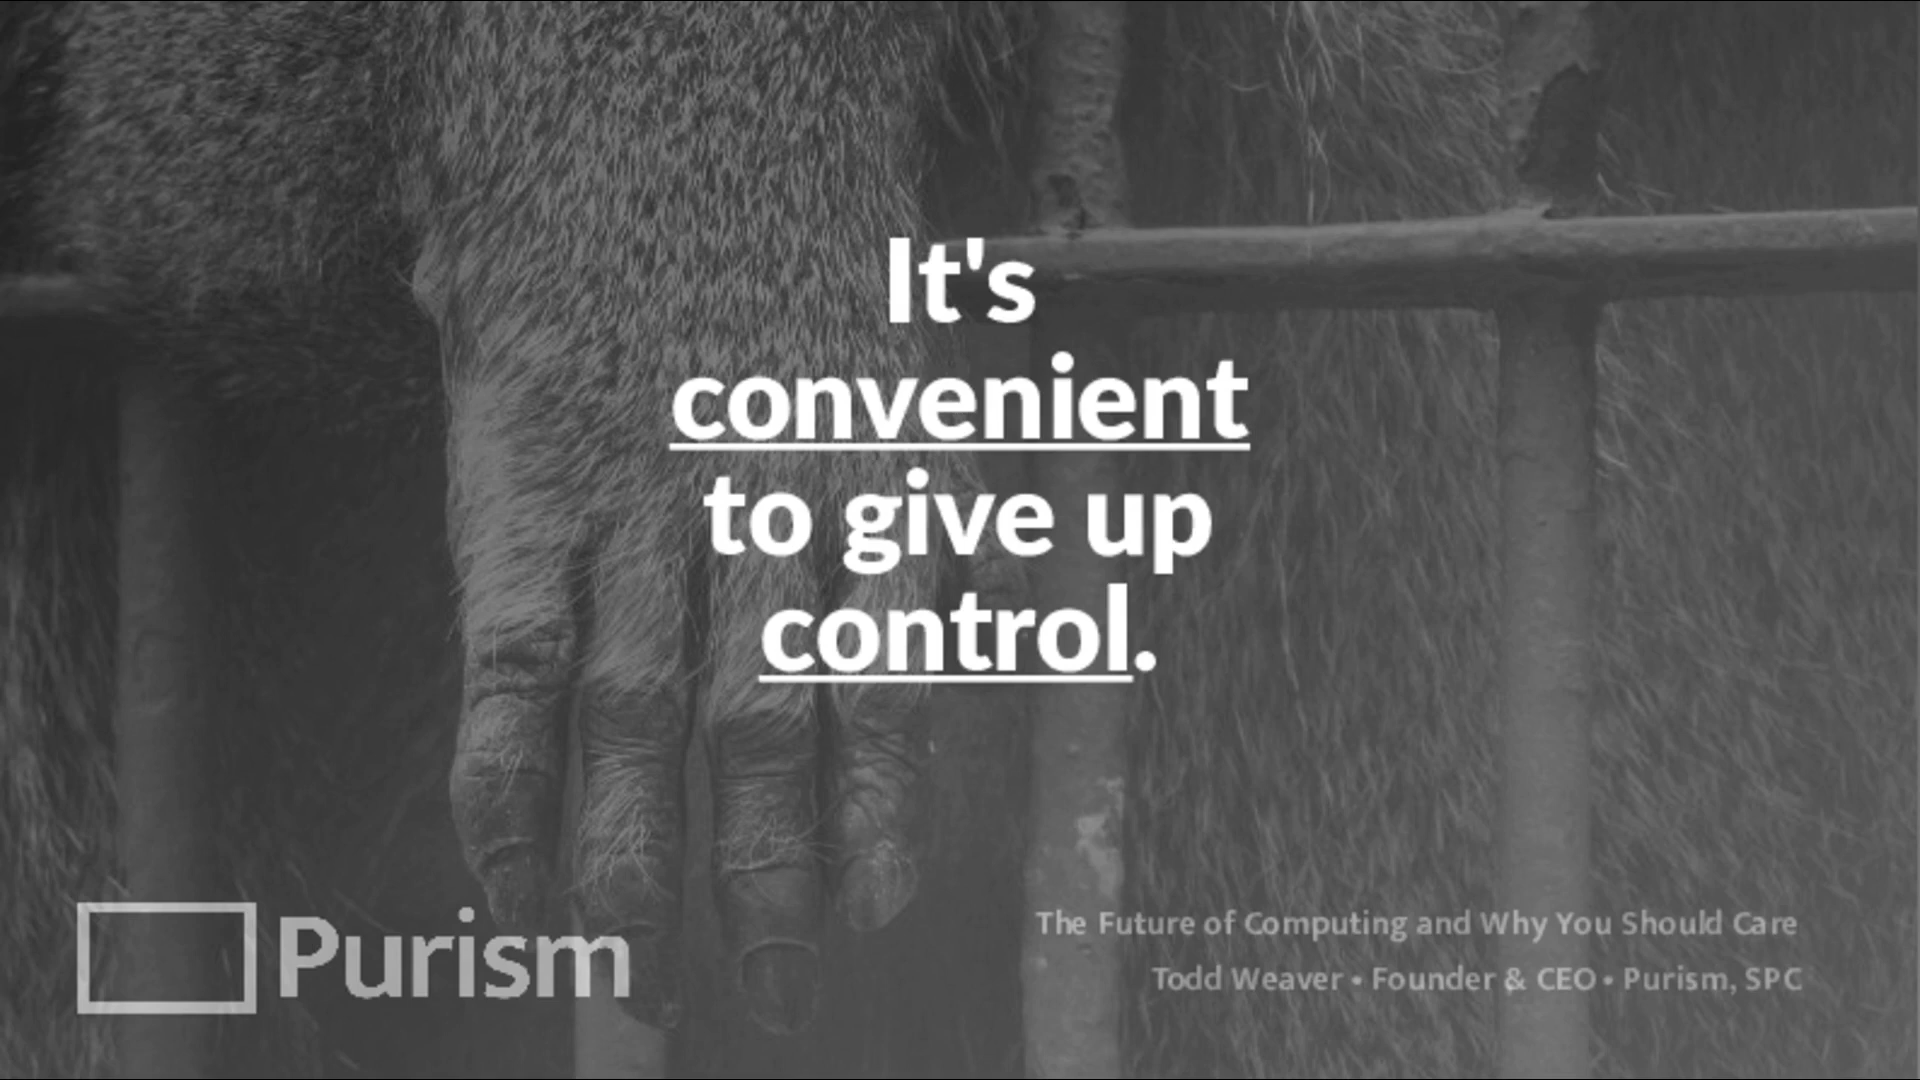 It's
convenient
to give up
control.
Purism
The Future of Computing and Why You Should Care
Todd Weaver • Founder & CEO • Purism, SPC